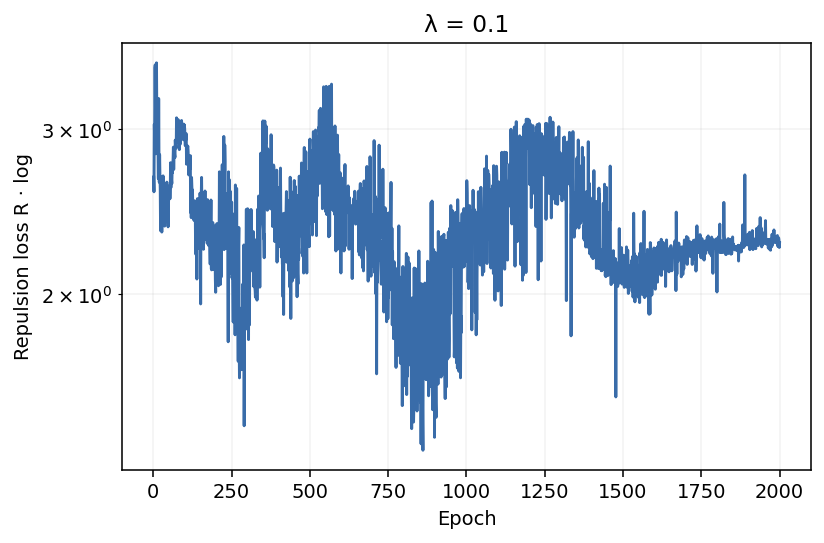 λ = 0.1
Repulsion loss R · log
3 × 10⁰
2 × 10⁰
0 250 500 750 1000 1250 1500 1750 2000
Epoch